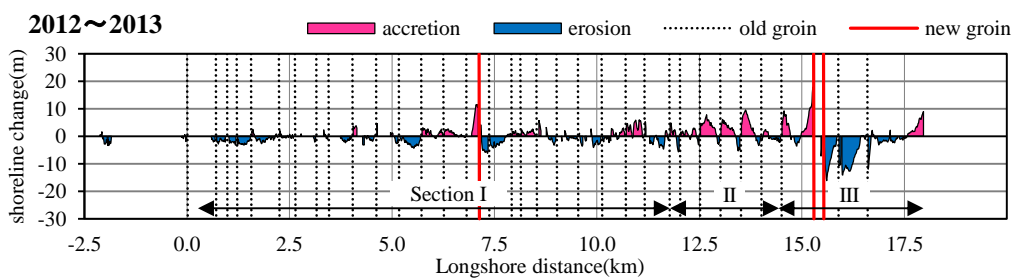 2012～2013 accretion erosion old groin new groin
shoreline change(m)
30
20
10
0
-10
-20
-30
Section I II III
-2.5 0.0 2.5 5.0 7.5 10.0 12.5 15.0 17.5
Longshore distance(km)